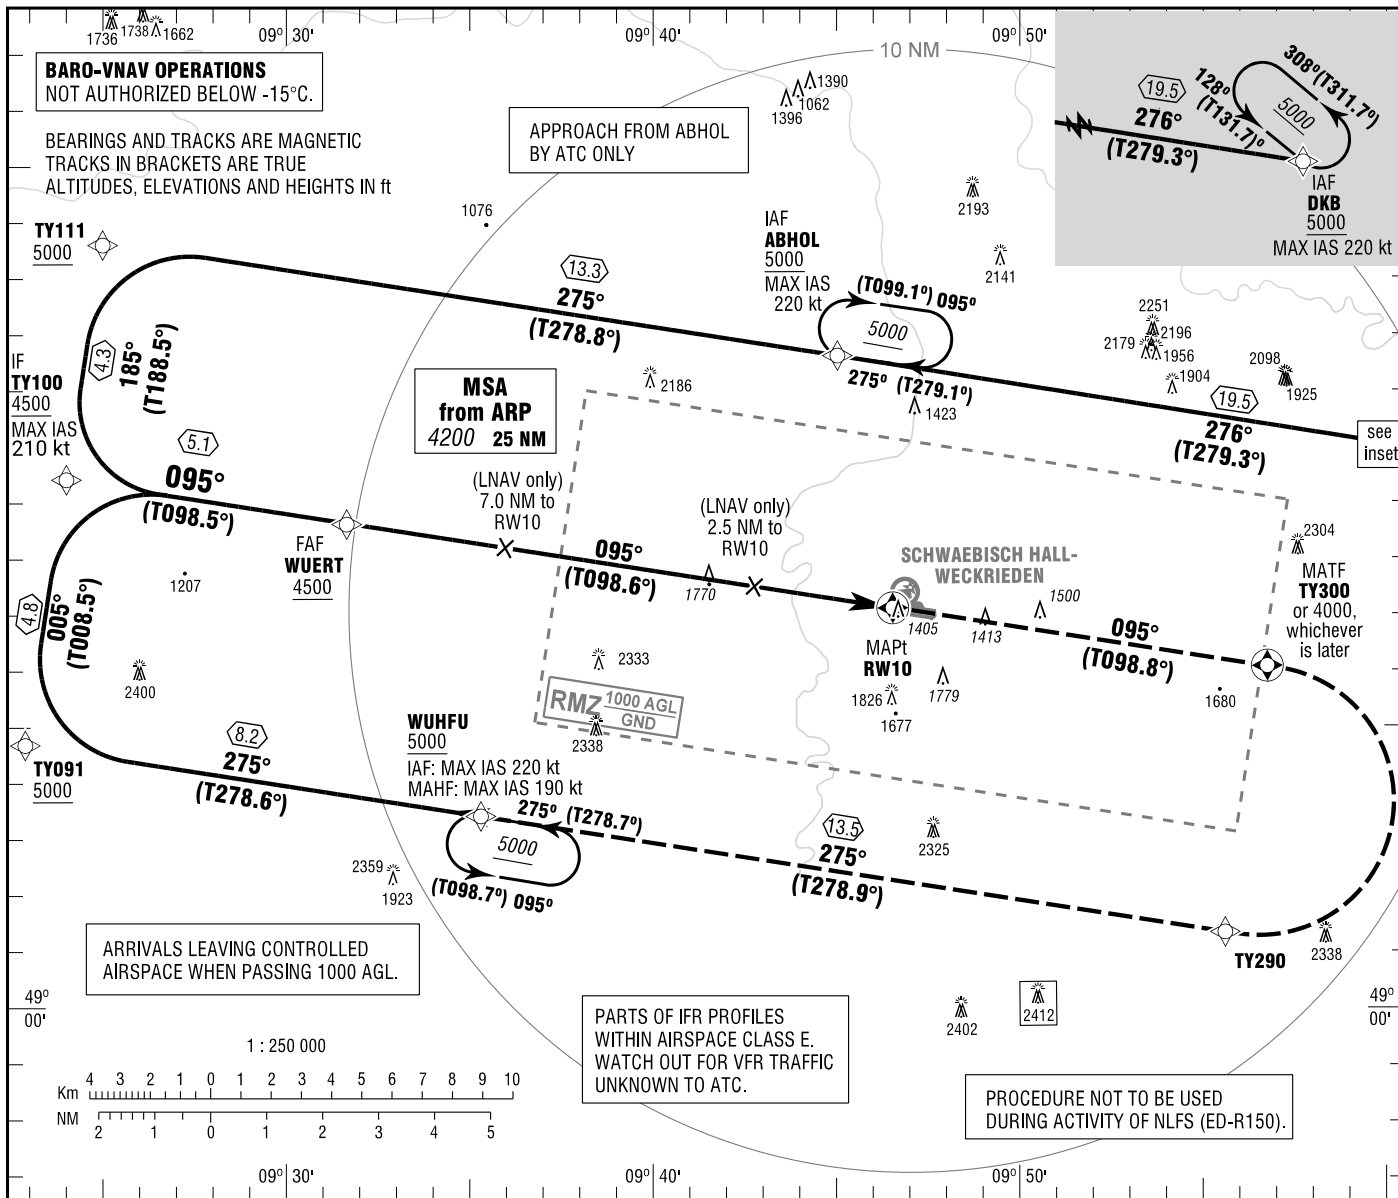 1736
1738
1662
09° 30'
09° 40'
09° 50'
10 NM
BARO-VNAV OPERATIONS
NOT AUTHORIZED BELOW -15°C.
BEARINGS AND TRACKS ARE MAGNETIC
TRACKS IN BRACKETS ARE TRUE
ALTITUDES, ELEVATIONS AND HEIGHTS IN ft
APPROACH FROM ABHOL
BY ATC ONLY
1390
1062
1396
19.5
276°
(T279.3°)
128°
(T131.7)°
308°(T311.7°)
5000
IAF
DKB
5000
MAX IAS 220 kt
TY111
5000
1076
2193
2141
IAF
ABHOL
5000
MAX IAS
220 kt
(T099.1°) 095°
5000
275° (T279.1°)
13.3
275°
(T278.8°)
2251
2196
2179
1956
1904
2098
1925
4.3
185°
(T188.5°)
IF
TY100
4500
MAX IAS
210 kt
MSA
from ARP
4200 25 NM
2186
1423
19.5
276°
(T279.3°)
see
inset
5.1
095°
(T098.5°)
(LNAV only)
7.0 NM to
RW10
(LNAV only)
2.5 NM to
RW10
FAF
WUERT
4500
095°
(T098.6°)
1770
SCHWAEBISCH HALL-
WECKRIEDEN
1405
1413
1500
MAPt
RW10
095°
(T098.8°)
2304
MATF
TY300
or 4000,
whichever
is later
1207
4.8
005°
(T008.5°)
2400
2333
RMZ
1000 AGL
GND
2338
1826
1677
1779
1680
TY091
5000
8.2
275°
(T278.6°)
WUHFU
5000
IAF: MAX IAS 220 kt
MAHF: MAX IAS 190 kt
275° (T278.7°)
5000
(T098.7°) 095°
13.5
275°
(T278.9°)
2325
2359
1923
TY290
2338
ARRIVALS LEAVING CONTROLLED
AIRSPACE WHEN PASSING 1000 AGL.
2402
2412
49°
00'
49°
00'
PARTS OF IFR PROFILES
WITHIN AIRSPACE CLASS E.
WATCH OUT FOR VFR TRAFFIC
UNKNOWN TO ATC.
PROCEDURE NOT TO BE USED
DURING ACTIVITY OF NLFS (ED-R150).
1 : 250 000
Km 4 3 2 1 0 1 2 3 4 5 6 7 8 9 10
NM 2 1 0 1 2 3 4 5
09° 30'
09° 40'
09° 50'